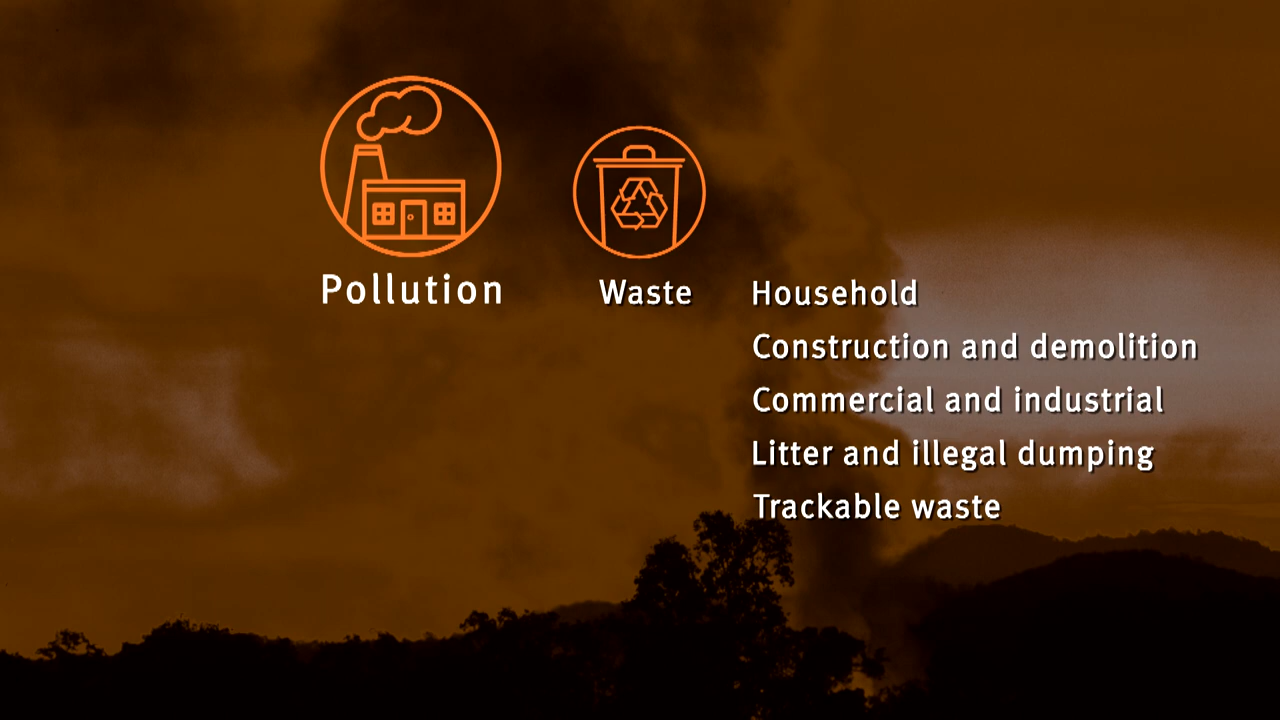 Pollution
Waste
Household
Construction and demolition
Commercial and industrial
Litter and illegal dumping
Trackable waste